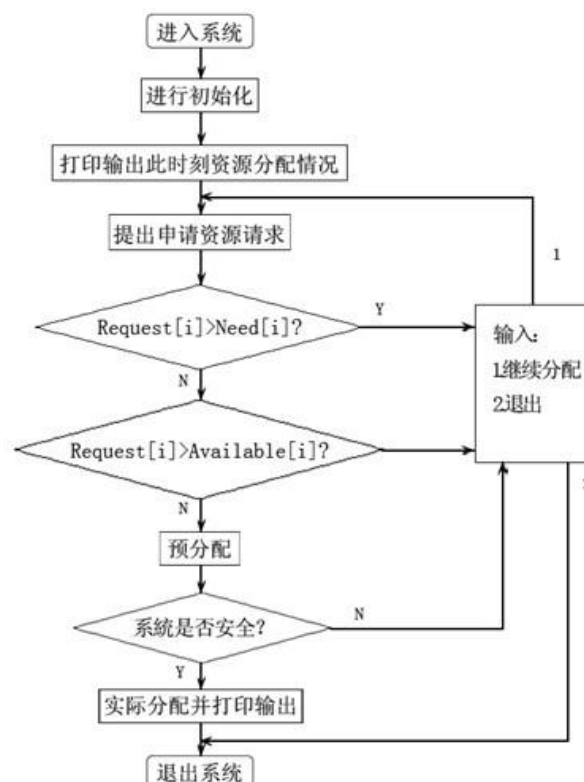 进入系统
进行初始化
打印输出此时刻资源分配情况
提出申请资源请求
1
Request[i]>Need[i]?
Y
输入:
1.继续分配
2.退出
N
Request[i]>Available[i]?
N
预分配
系統是否安全?
N
Y
实际分配并打印输出
退出系统